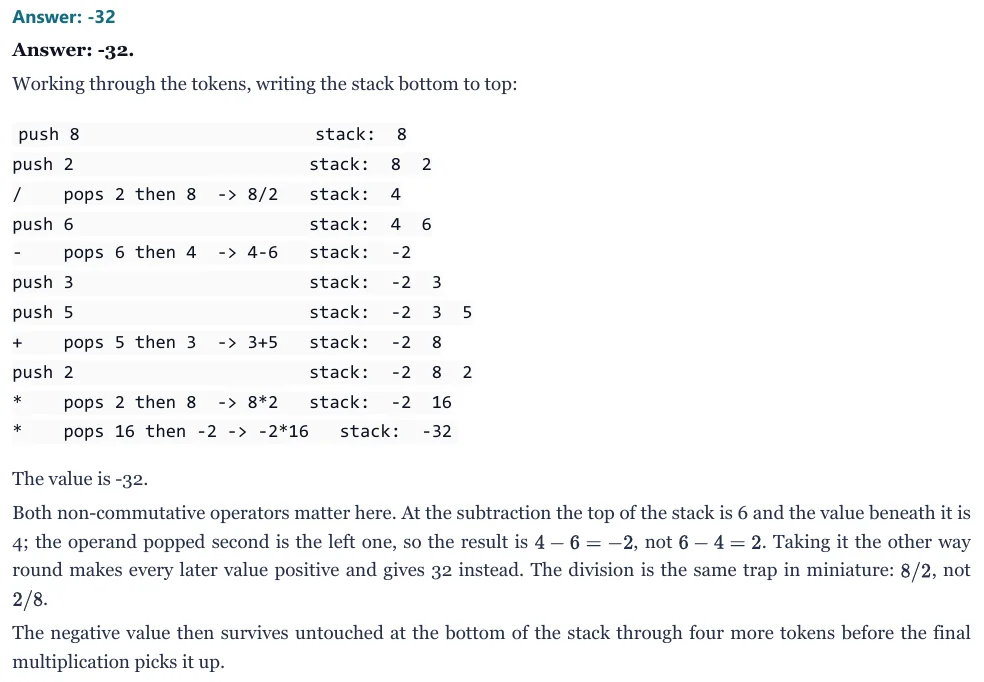 Answer: -32
Answer: -32.
Working through the tokens, writing the stack bottom to top:
push 8                       stack:  8
push 2                       stack:  8  2
/    pops 2 then 8  -> 8/2   stack:  4
push 6                       stack:  4  6
-    pops 6 then 4  -> 4-6   stack:  -2
push 3                       stack:  -2  3
push 5                       stack:  -2  3  5
+    pops 5 then 3  -> 3+5   stack:  -2  8
push 2                       stack:  -2  8  2
*    pops 2 then 8  -> 8*2   stack:  -2  16
*    pops 16 then -2 -> -2*16   stack:  -32
The value is -32.
Both non-commutative operators matter here. At the subtraction the top of the stack is 6 and the value beneath it is
4; the operand popped second is the left one, so the result is 4 − 6 = −2, not 6 − 4 = 2. Taking it the other way
round makes every later value positive and gives 32 instead. The division is the same trap in miniature: 8/2, not
2/8.
The negative value then survives untouched at the bottom of the stack through four more tokens before the final
multiplication picks it up.